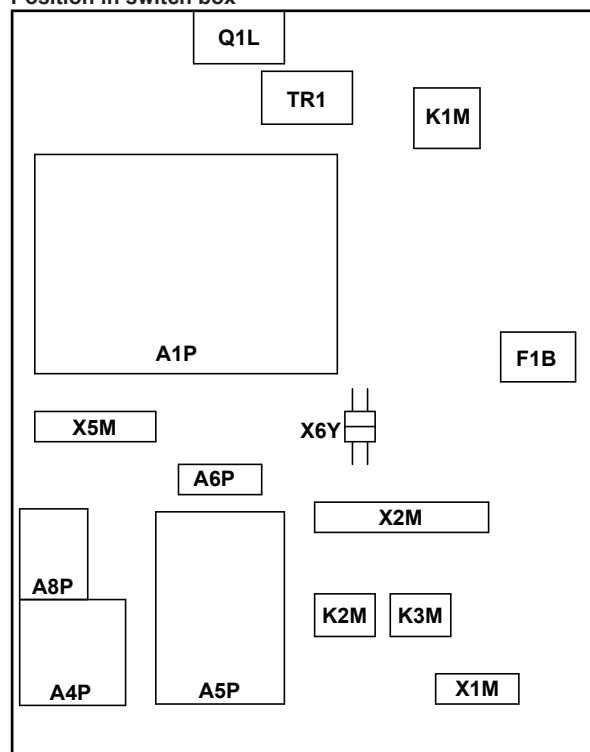 Position in switch box
Q1L
TR1
K1M
A1P
F1B
X5M
X6Y
A6P
X2M
A8P
K2M K3M
A4P
A5P
X1M